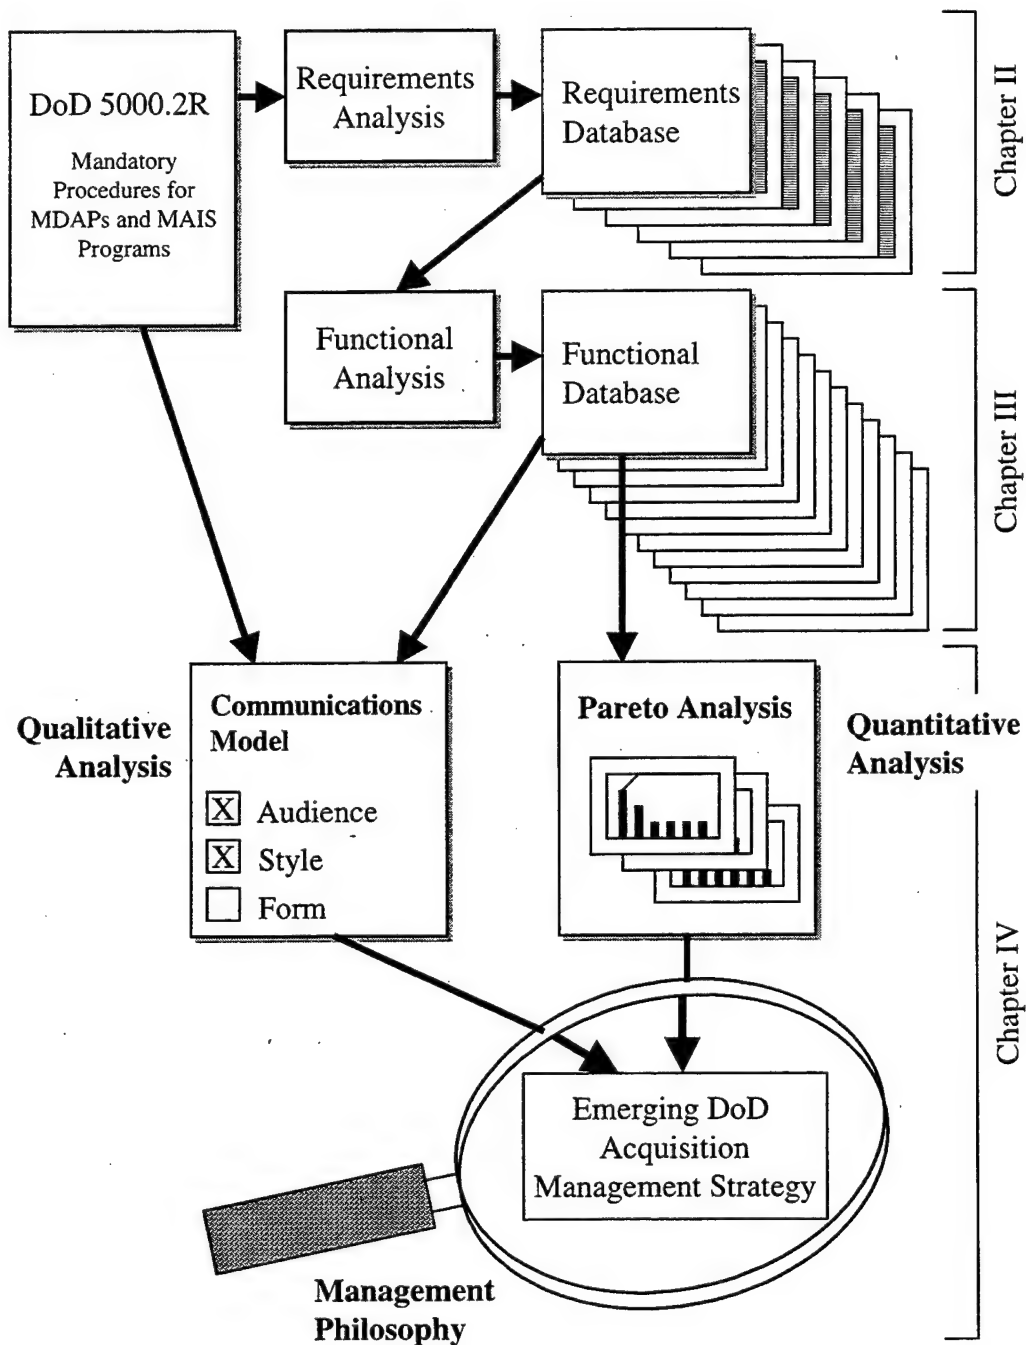 DoD 5000.2R
Mandatory
Procedures for
MDAPs and MAIS
Programs
Requirements
Analysis
Requirements
Database
Chapter II
Functional
Analysis
Functional
Database
Chapter III
Qualitative
Analysis
Communications
Model
X Audience
X Style
Form
Pareto Analysis
Quantitative
Analysis
Chapter IV
Emerging DoD
Acquisition
Management Strategy
Management
Philosophy